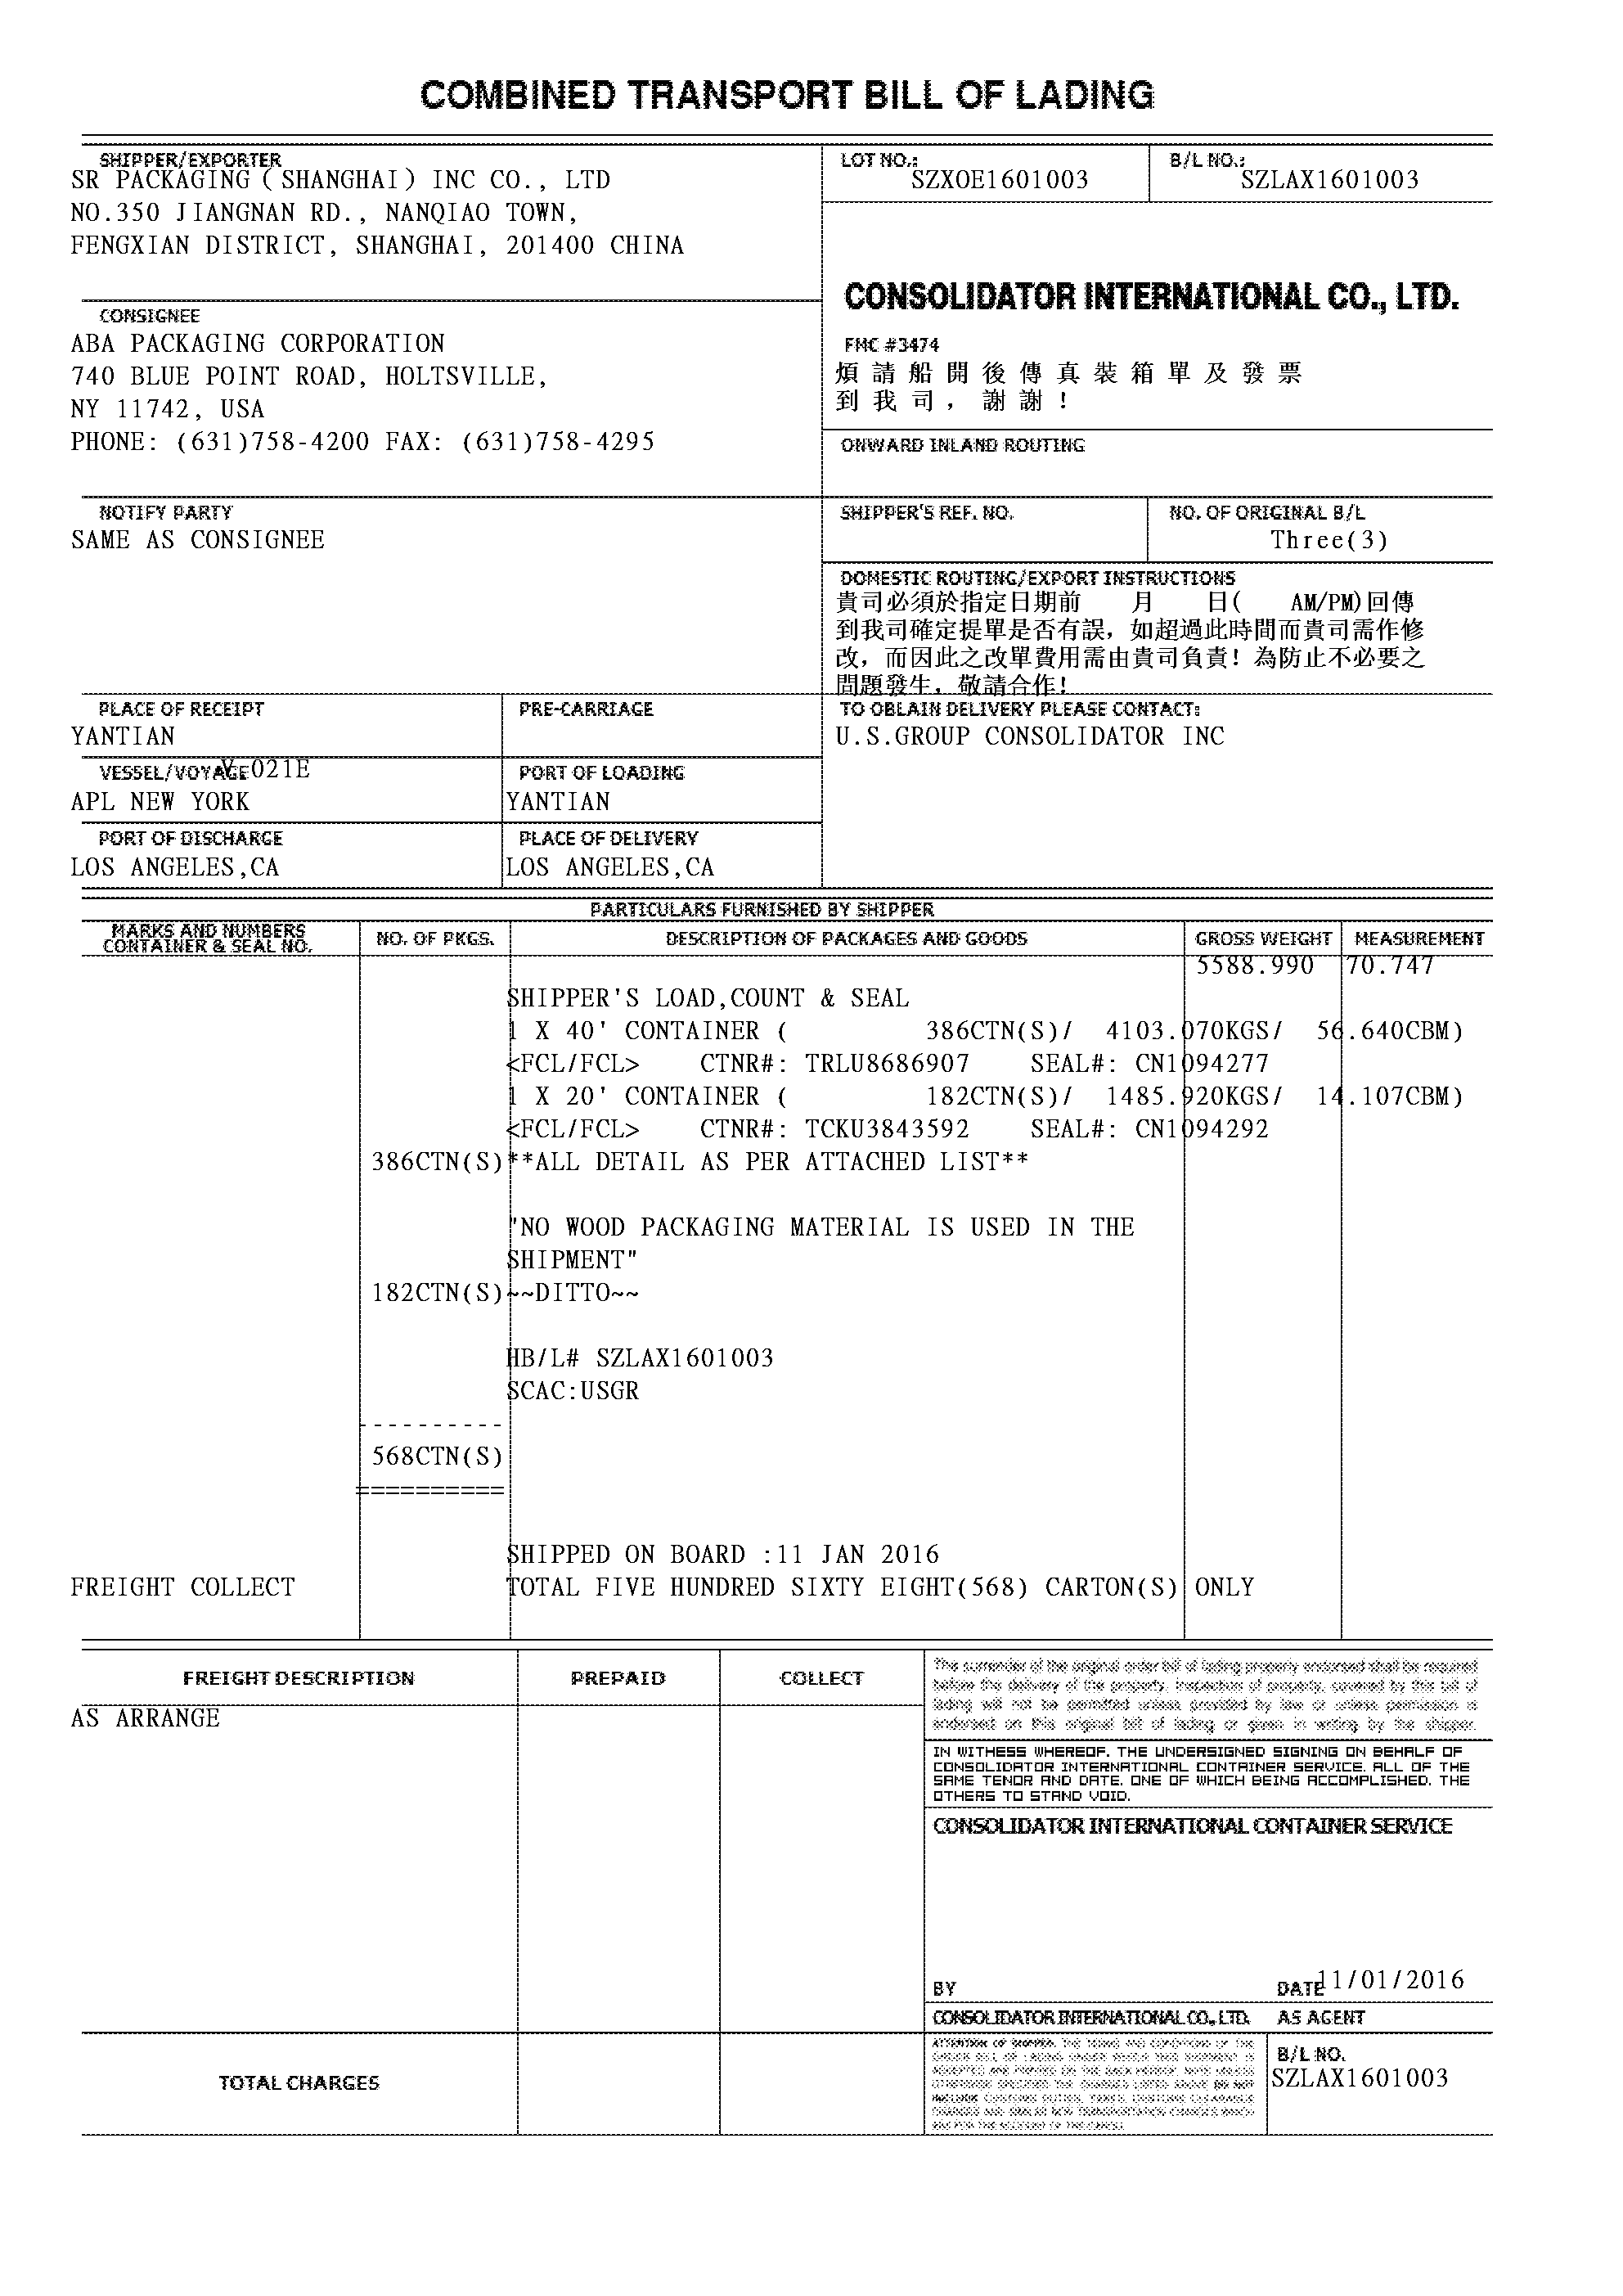 COMBINED TRANSPORT BILL OF LADING
SHIPPER/EXPORTER
SR PACKAGING (SHANGHAI) INC CO., LTD
NO.350 JIANGNAN RD., NANQIAO TOWN,
FENGXIAN DISTRICT, SHANGHAI, 201400 CHINA
LOT NO.:
SZXOE1601003
B/L NO.:
SZLAX1601003
CONSOLIDATOR INTERNATIONAL CO., LTD.
FMC #3474
煩請船開後傳真裝箱單及發票
到我司，謝謝！
CONSIGNEE
ABA PACKAGING CORPORATION
740 BLUE POINT ROAD, HOLTSVILLE,
NY 11742, USA
PHONE: (631)758-4200 FAX: (631)758-4295
ONWARD INLAND ROUTING
NOTIFY PARTY
SAME AS CONSIGNEE
SHIPPER'S REF. NO.
NO. OF ORIGINAL B/L
Three(3)
DOMESTIC ROUTING/EXPORT INSTRUCTIONS
貴司必須於指定日期前 月 日( AM/PM)回傳
到我司確定提單是否有誤，如超過此時間而貴司需作修
改，而因此之改單費用需由貴司負責！為防止不必要之
問題發生，敬請合作！
PLACE OF RECEIPT
YANTIAN
PRE-CARRIAGE
TO OBLAIN DELIVERY PLEASE CONTACT:
U.S.GROUP CONSOLIDATOR INC
VESSEL/VOYAGE V.021E
APL NEW YORK
PORT OF LOADING
YANTIAN
PORT OF DISCHARGE
LOS ANGELES,CA
PLACE OF DELIVERY
LOS ANGELES,CA
PARTICULARS FURNISHED BY SHIPPER
MARKS AND NUMBERS
CONTAINER & SEAL NO.
NO. OF PKGS.
DESCRIPTION OF PACKAGES AND GOODS
GROSS WEIGHT
MEASUREMENT
5588.990 70.747
SHIPPER'S LOAD,COUNT & SEAL
1 X 40' CONTAINER ( 386CTN(S)/ 4103.070KGS/ 56.640CBM)
<FCL/FCL> CTNR#: TRLU8686907 SEAL#: CN1094277
1 X 20' CONTAINER ( 182CTN(S)/ 1485.920KGS/ 14.107CBM)
<FCL/FCL> CTNR#: TCKU3843592 SEAL#: CN1094292
386CTN(S) **ALL DETAIL AS PER ATTACHED LIST**
"NO WOOD PACKAGING MATERIAL IS USED IN THE
SHIPMENT"
182CTN(S) ~~DITTO~~
HB/L# SZLAX1601003
SCAC:USGR
----------
568CTN(S)
==========
SHIPPED ON BOARD :11 JAN 2016
FREIGHT COLLECT TOTAL FIVE HUNDRED SIXTY EIGHT(568) CARTON(S) ONLY
FREIGHT DESCRIPTION
PREPAID
COLLECT
AS ARRANGE
The surrender of the original order bill of lading properly endorsed shall be required
before the delivery of the property. Inspection of property covered by this bill of
lading will not be permitted unless provided by law or unless permission is
endorsed on this original bill of lading or given in writing by the shipper.
IN WITHESS WHEREOF. THE UNDERSIGNED SIGNING ON BEHALF OF
CONSOLIDATOR INTERNATIONAL CONTAINER SERVICE. ALL OF THE
SAME TENOR AND DATE. ONE OF WHICH BEING ACCOMPLISHED. THE
OTHERS TO STAND VOID.
CONSOLIDATOR INTERNATIONAL CONTAINER SERVICE
BY
DATE 11/01/2016
CONSOLIDATOR INTERNATIONAL CO., LTD.
AS AGENT
TOTAL CHARGES
B/L NO.
SZLAX1601003